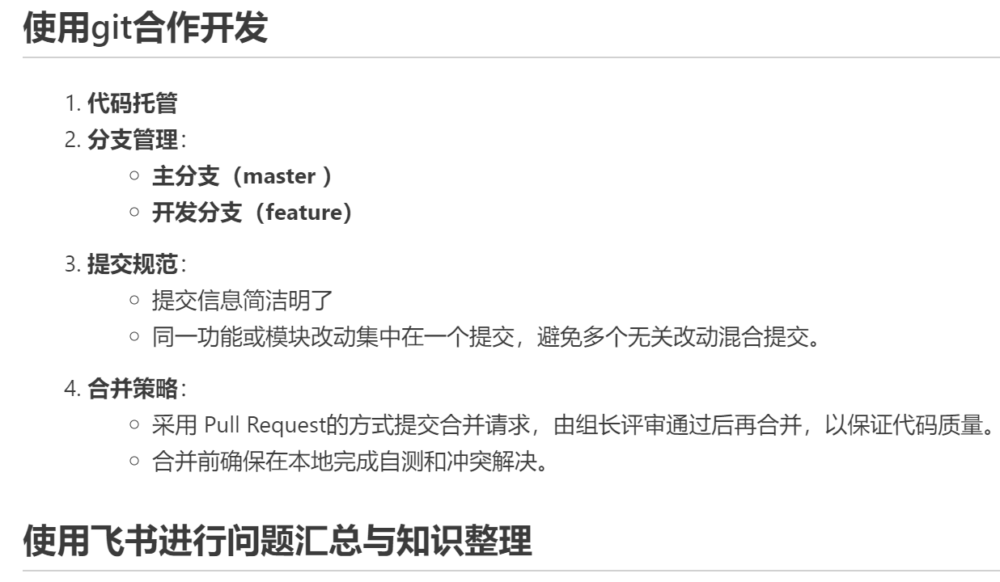 使用git合作开发
1. 代码托管
2. 分支管理：
主分支（master ）
开发分支（feature）
3. 提交规范：
提交信息简洁明了
同一功能或模块改动集中在一个提交，避免多个无关改动混合提交。
4. 合并策略：
采用 Pull Request的方式提交合并请求，由组长评审通过后再合并，以保证代码质量。
合并前确保在本地完成自测和冲突解决。
使用飞书进行问题汇总与知识整理